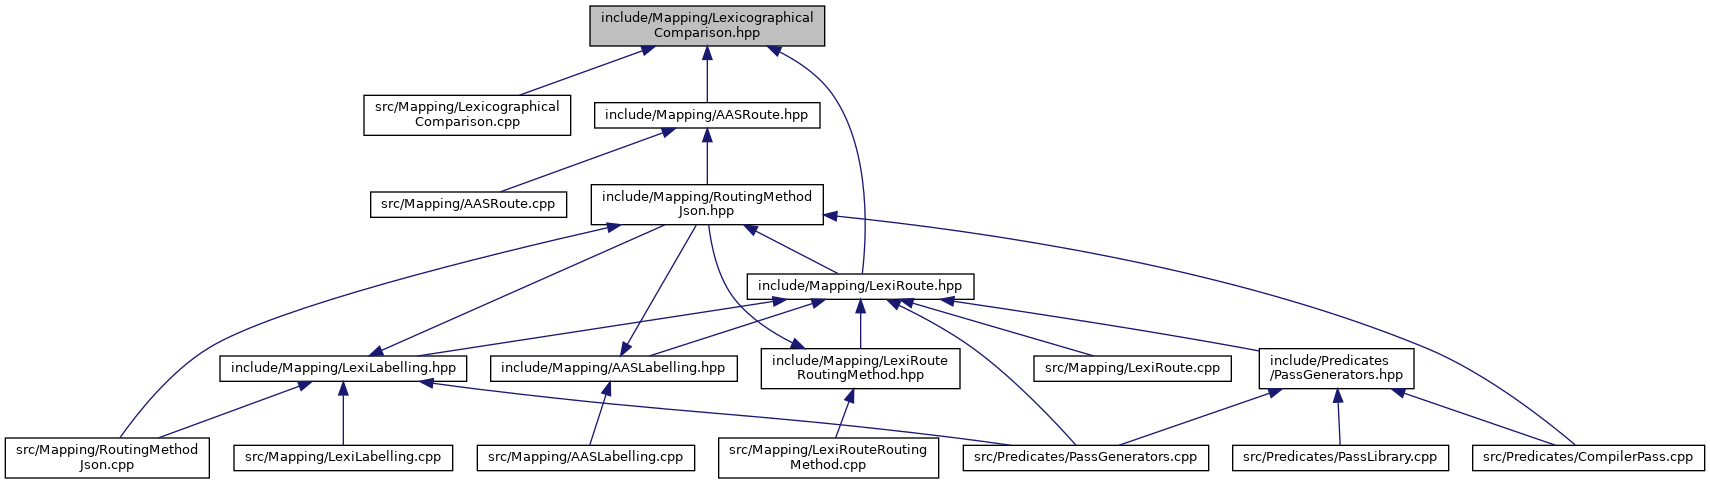 include/Mapping/Lexicographical
Comparison.hpp
src/Mapping/Lexicographical
Comparison.cpp
include/Mapping/AASRoute.hpp
src/Mapping/AASRoute.cpp
include/Mapping/RoutingMethod
Json.hpp
include/Mapping/LexiRoute.hpp
include/Mapping/LexiLabelling.hpp
include/Mapping/AASLabelling.hpp
include/Mapping/LexiRoute
RoutingMethod.hpp
src/Mapping/LexiRoute.cpp
include/Predicates
/PassGenerators.hpp
src/Mapping/RoutingMethod
Json.cpp
src/Mapping/LexiLabelling.cpp
src/Mapping/AASLabelling.cpp
src/Mapping/LexiRouteRouting
Method.cpp
src/Predicates/PassGenerators.cpp
src/Predicates/PassLibrary.cpp
src/Predicates/CompilerPass.cpp